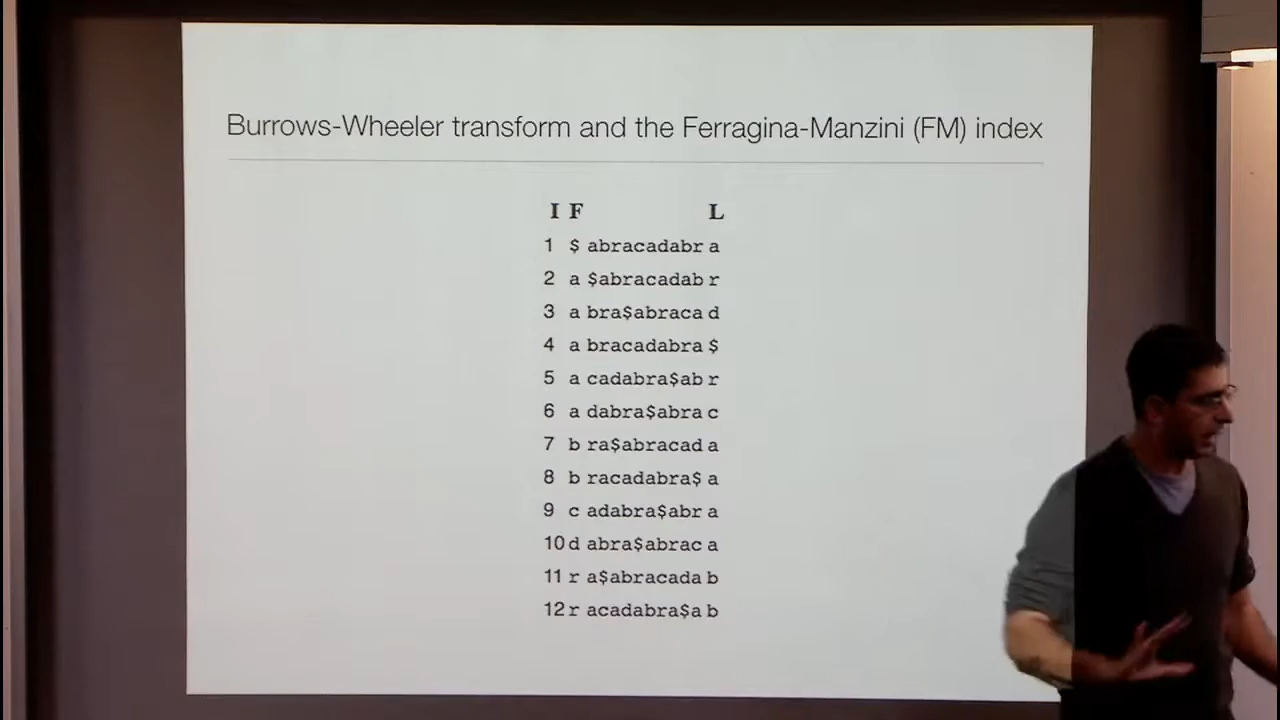 Burrows-Wheeler transform and the Ferragina-Manzini (FM) index
I F L
1 $ abracadabr a
2 a $abracadab r
3 a bra$abraca d
4 a bracadabra $
5 a cadabra$ab r
6 a dabra$abra c
7 b ra$abracad a
8 b racadabra$ a
9 c adabra$abr a
10 d abra$abrac a
11 r a$abracada b
12 r acadabra$a b